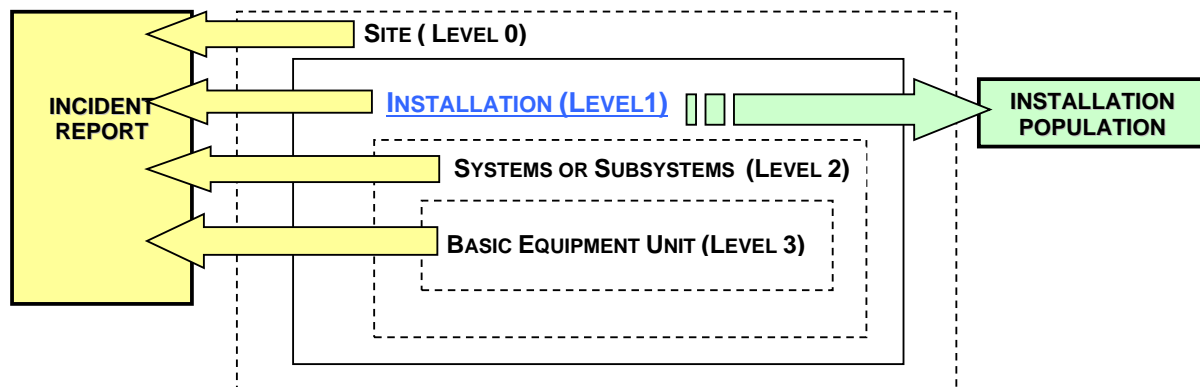 SITE ( LEVEL 0)
INCIDENT
REPORT
INSTALLATION (LEVEL1)
INSTALLATION
POPULATION
SYSTEMS OR SUBSYSTEMS (LEVEL 2)
BASIC EQUIPMENT UNIT (LEVEL 3)